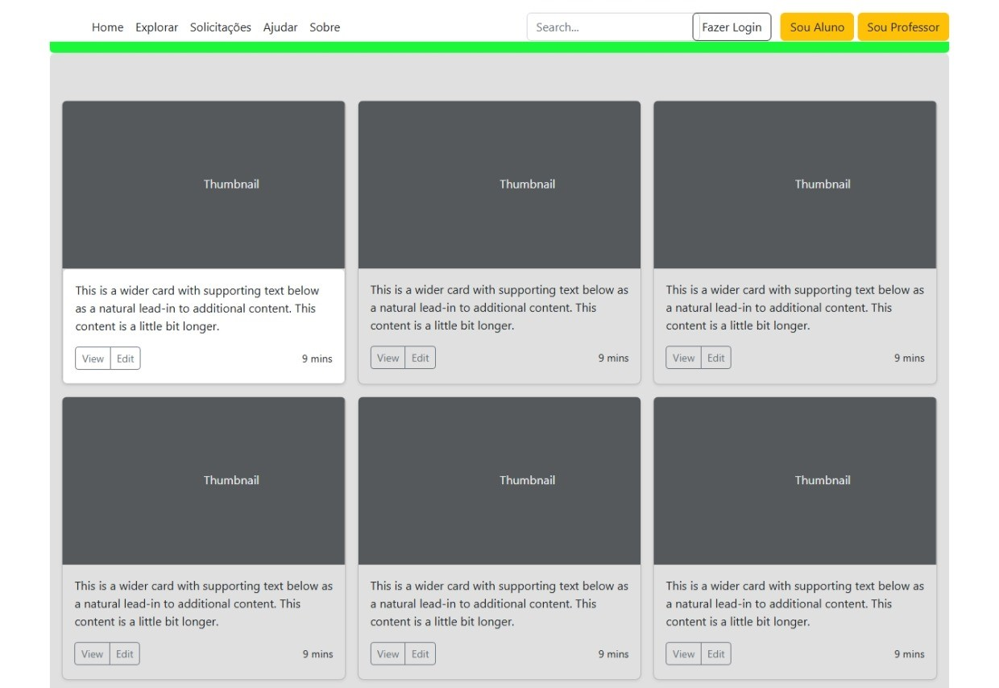 Home Explorar Solicitações Ajudar Sobre Search... Fazer Login Sou Aluno Sou Professor
Thumbnail Thumbnail Thumbnail
This is a wider card with supporting text below
as a natural lead-in to additional content. This
content is a little bit longer.
View Edit 9 mins
This is a wider card with supporting text below as
a natural lead-in to additional content. This
content is a little bit longer.
View Edit 9 mins
This is a wider card with supporting text below as
a natural lead-in to additional content. This
content is a little bit longer.
View Edit 9 mins
Thumbnail Thumbnail Thumbnail
This is a wider card with supporting text below as
a natural lead-in to additional content. This
content is a little bit longer.
View Edit 9 mins
This is a wider card with supporting text below as
a natural lead-in to additional content. This
content is a little bit longer.
View Edit 9 mins
This is a wider card with supporting text below as
a natural lead-in to additional content. This
content is a little bit longer.
View Edit 9 mins